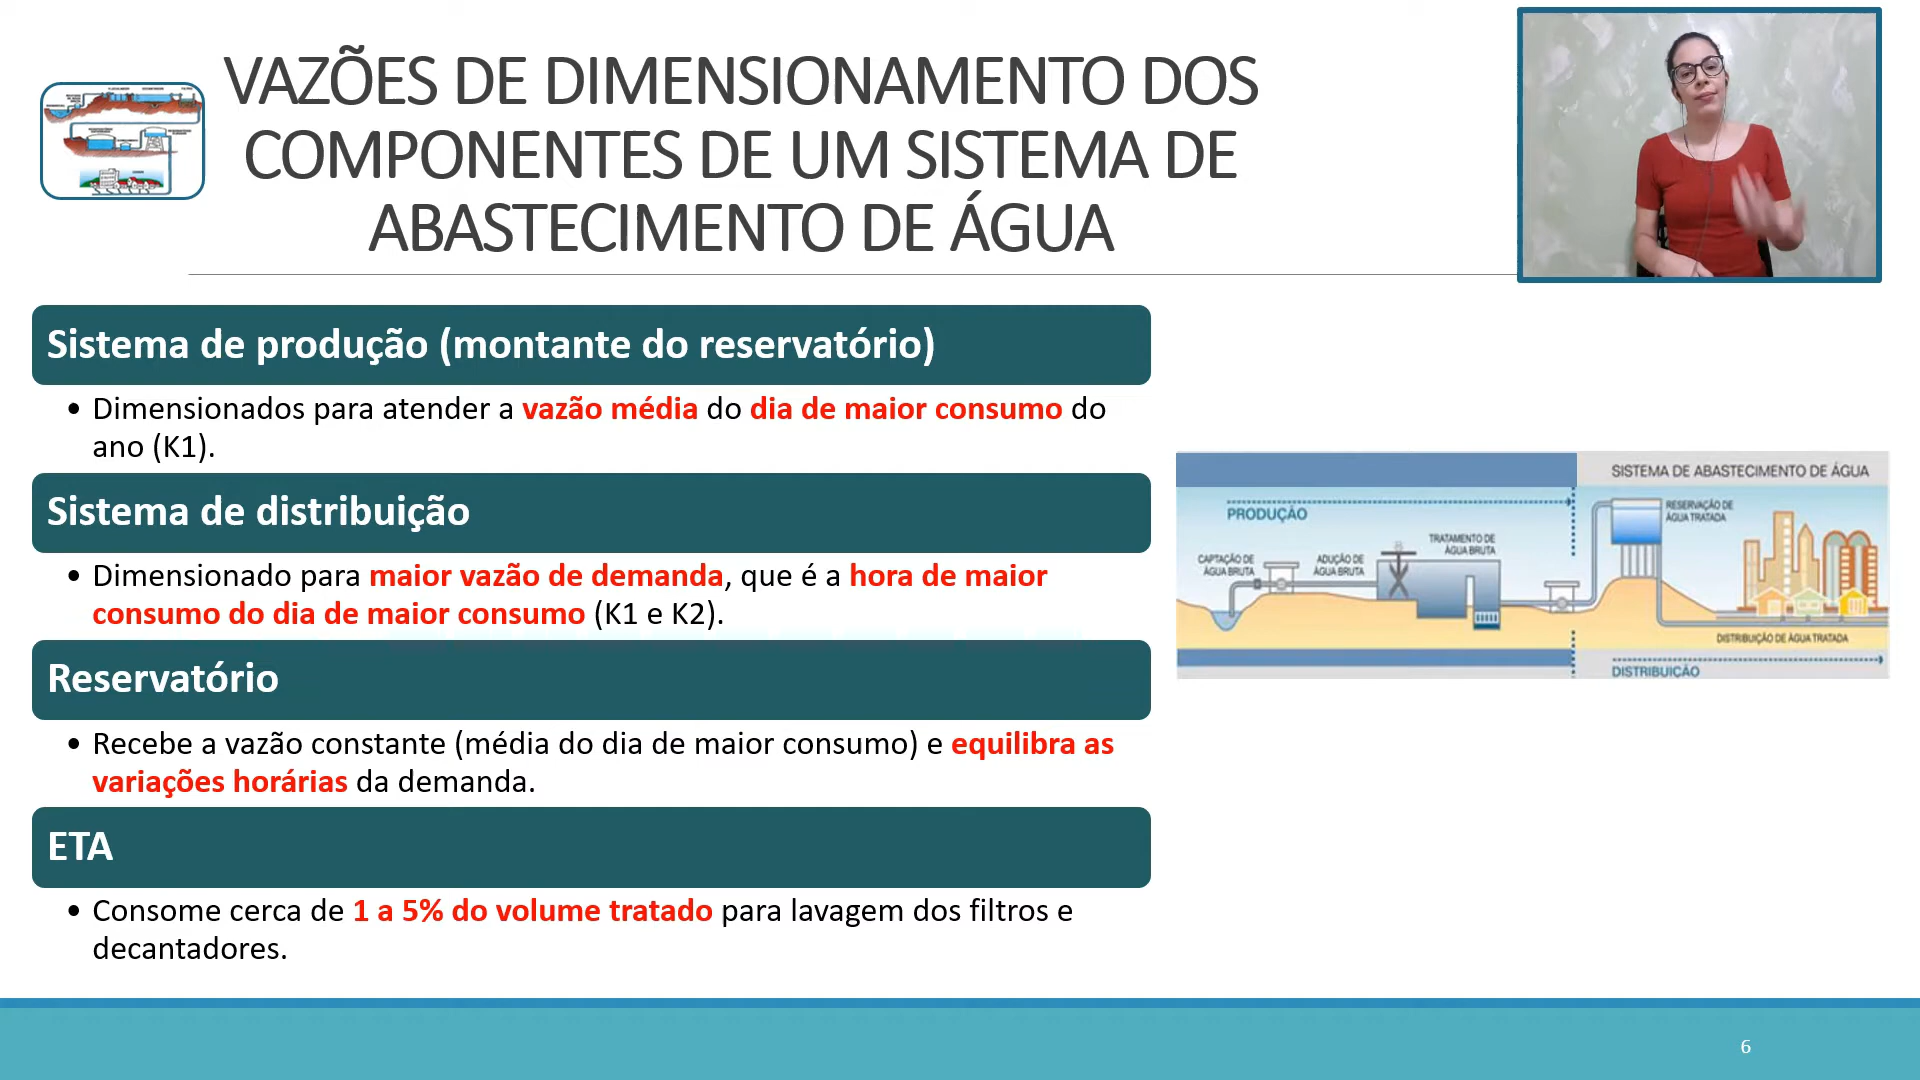 VAZÕES DE DIMENSIONAMENTO DOS
COMPONENTES DE UM SISTEMA DE
ABASTECIMENTO DE ÁGUA
Sistema de produção (montante do reservatório)
• Dimensionados para atender a vazão média do dia de maior consumo do
ano (K1).
Sistema de distribuição
• Dimensionado para maior vazão de demanda, que é a hora de maior
consumo do dia de maior consumo (K1 e K2).
Reservatório
• Recebe a vazão constante (média do dia de maior consumo) e equilibra as
variações horárias da demanda.
ETA
• Consome cerca de 1 a 5% do volume tratado para lavagem dos filtros e
decantadores.
SISTEMA DE ABASTECIMENTO DE ÁGUA
PRODUÇÃO
RESERVAÇÃO DE
ÁGUA TRATADA
TRATAMENTO DE
ÁGUA BRUTA
CAPTAÇÃO DE
ÁGUA BRUTA
ADUÇÃO DE
ÁGUA BRUTA
DISTRIBUIÇÃO DE ÁGUA TRATADA
DISTRIBUIÇÃO
6